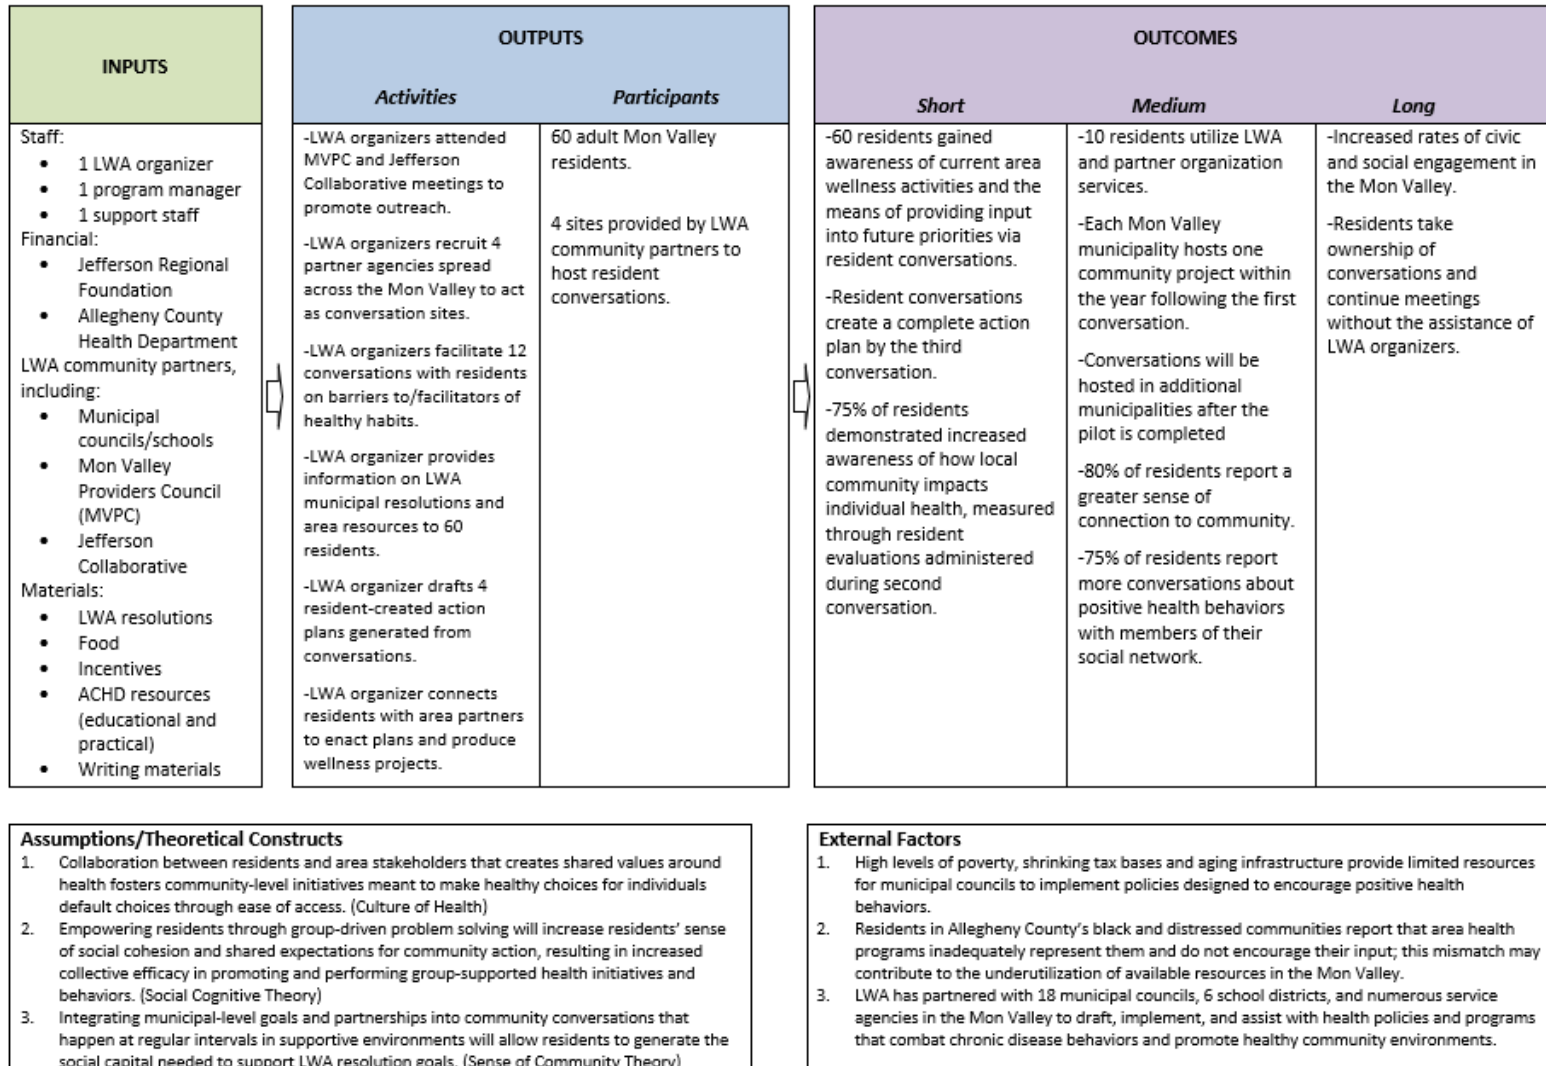 INPUTS
Staff:
• 1 LWA organizer
• 1 program manager
• 1 support staff
Financial:
• Jefferson Regional
Foundation
• Allegheny County
Health Department
LWA community partners,
including:
• Municipal
councils/schools
• Mon Valley
Providers Council
(MVPC)
• Jefferson
Collaborative
Materials:
• LWA resolutions
• Food
• Incentives
• ACHD resources
(educational and
practical)
• Writing materials
OUTPUTS
Activities
-LWA organizers attended
MVPC and Jefferson
Collaborative meetings to
promote outreach.
-LWA organizers recruit 4
partner agencies spread
across the Mon Valley to act
as conversation sites.
-LWA organizers facilitate 12
conversations with residents
on barriers to/facilitators of
healthy habits.
-LWA organizer provides
information on LWA
municipal resolutions and
area resources to 60
residents.
-LWA organizer drafts 4
resident-created action
plans generated from
conversations.
-LWA organizer connects
residents with area partners
to enact plans and produce
wellness projects.
Participants
60 adult Mon Valley
residents.
4 sites provided by LWA
community partners to
host resident
conversations.
OUTCOMES
Short
-60 residents gained
awareness of current area
wellness activities and the
means of providing input
into future priorities via
resident conversations.
-Resident conversations
create a complete action
plan by the third
conversation.
-75% of residents
demonstrated increased
awareness of how local
community impacts
individual health, measured
through resident
evaluations administered
during second
conversation.
Medium
-10 residents utilize LWA
and partner organization
services.
-Each Mon Valley
municipality hosts one
community project within
the year following the first
conversation.
-Conversations will be
hosted in additional
municipalities after the
pilot is completed
-80% of residents report a
greater sense of
connection to community.
-75% of residents report
more conversations about
positive health behaviors
with members of their
social network.
Long
-Increased rates of civic
and social engagement in
the Mon Valley.
-Residents take
ownership of
conversations and
continue meetings
without the assistance of
LWA organizers.
Assumptions/Theoretical Constructs
1. Collaboration between residents and area stakeholders that creates shared values around
health fosters community-level initiatives meant to make healthy choices for individuals
default choices through ease of access. (Culture of Health)
2. Empowering residents through group-driven problem solving will increase residents' sense
of social cohesion and shared expectations for community action, resulting in increased
collective efficacy in promoting and performing group-supported health initiatives and
behaviors. (Social Cognitive Theory)
3. Integrating municipal-level goals and partnerships into community conversations that
happen at regular intervals in supportive environments will allow residents to generate the
social capital needed to support LWA resolution goals. (Sense of Community Theory)
External Factors
1. High levels of poverty, shrinking tax bases and aging infrastructure provide limited resources
for municipal councils to implement policies designed to encourage positive health
behaviors.
2. Residents in Allegheny County's black and distressed communities report that area health
programs inadequately represent them and do not encourage their input; this mismatch may
contribute to the underutilization of available resources in the Mon Valley.
3. LWA has partnered with 18 municipal councils, 6 school districts, and numerous service
agencies in the Mon Valley to draft, implement, and assist with health policies and programs
that combat chronic disease behaviors and promote healthy community environments.